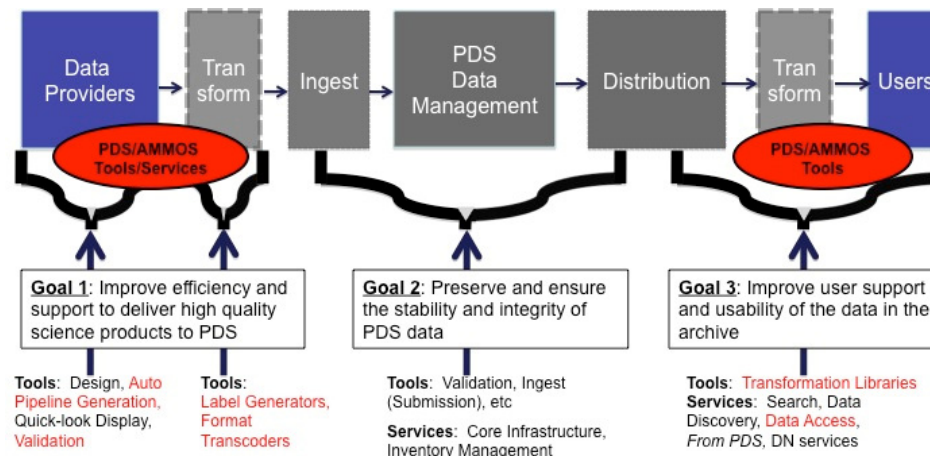 Data
Providers
Tran
sform
Ingest
PDS
Data
Management
Distribution
Tran
sform
Users
PDS/AMMOS
Tools/Services
PDS/AMMOS
Tools
Goal 1: Improve efficiency and
support to deliver high quality
science products to PDS
Goal 2: Preserve and ensure
the stability and integrity of
PDS data
Goal 3: Improve user support
and usability of the data in the
archive
Tools: Design, Auto
Pipeline Generation,
Quick-look Display,
Validation
Tools:
Label Generators,
Format
Transcoders
Tools: Validation, Ingest
(Submission), etc
Services: Core Infrastructure,
Inventory Management
Tools: Transformation Libraries
Services: Search, Data
Discovery, Data Access,
From PDS, DN services